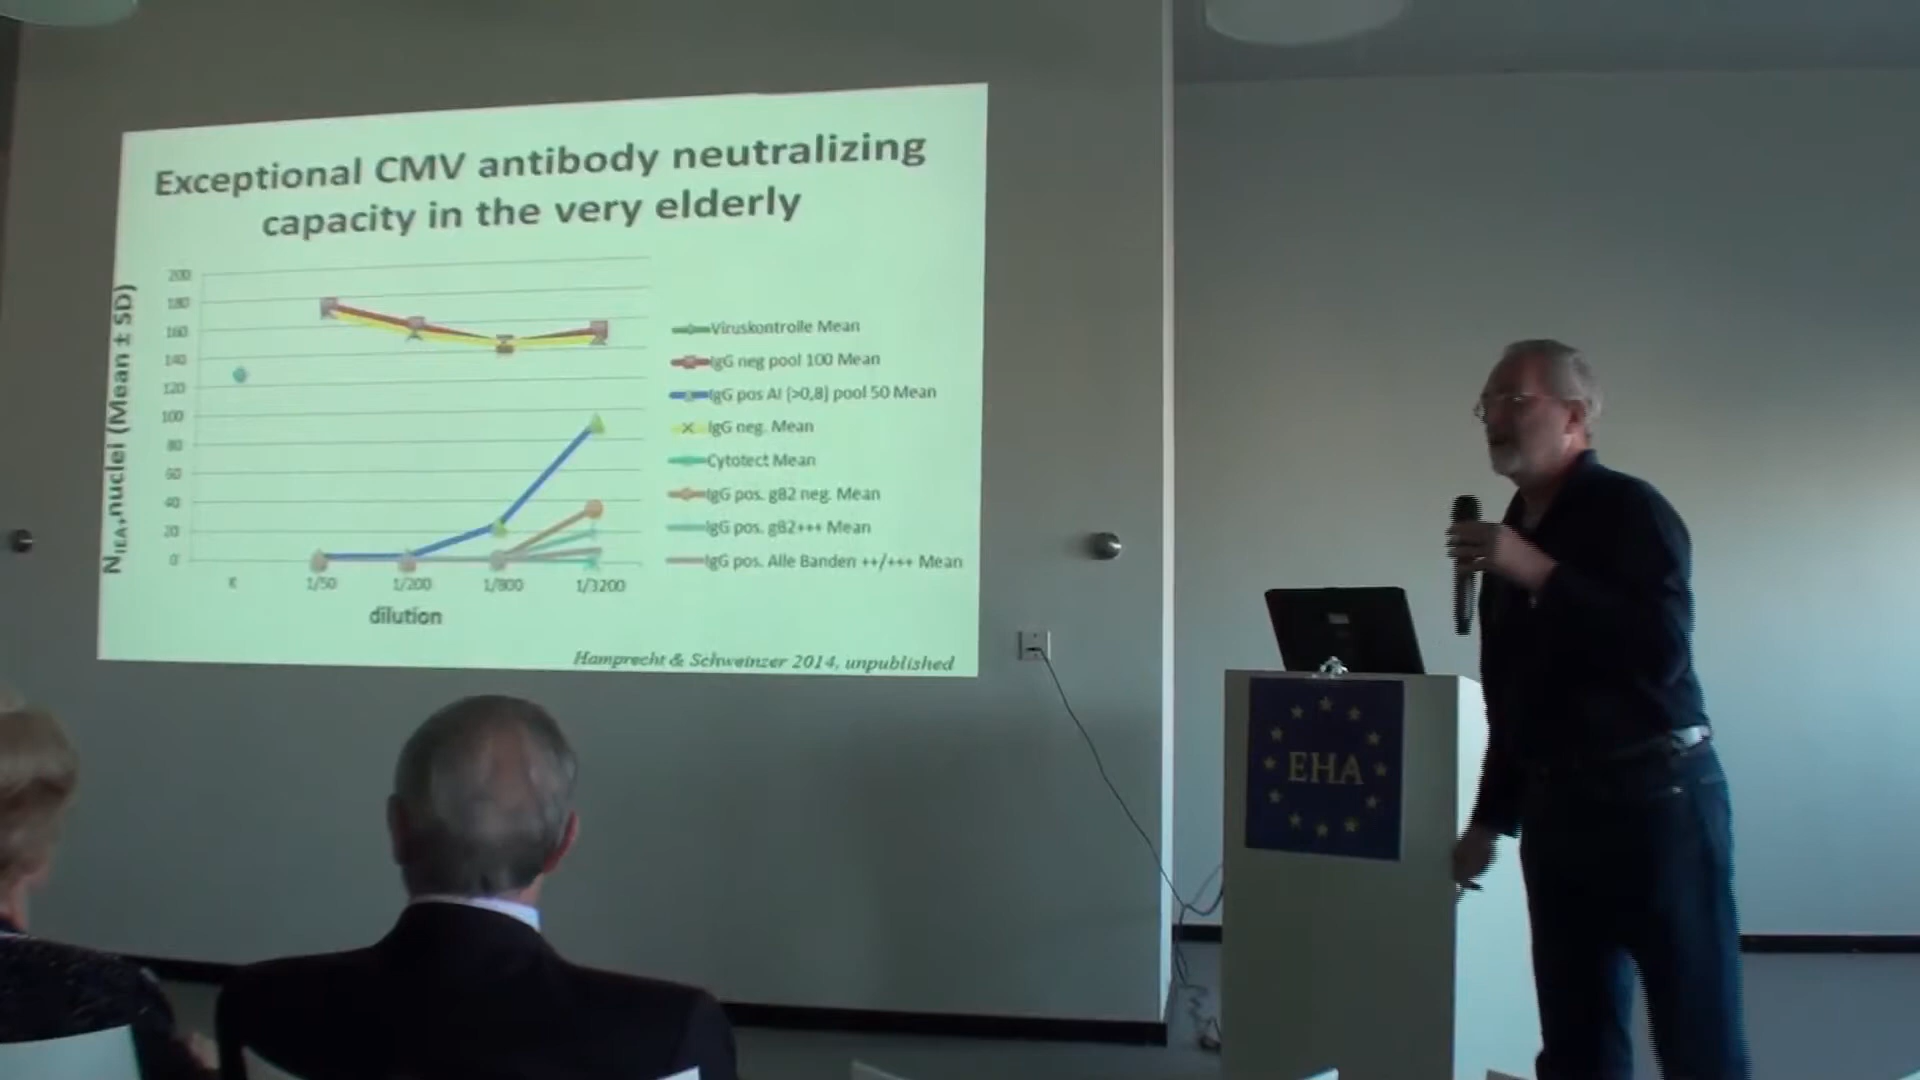 Exceptional CMV antibody neutralizing
capacity in the very elderly
N IEA,nuclei (Mean ± SD)
200
180
160
140
120
100
80
60
40
20
0
K
1/50
1/200
1/800
1/3200
dilution
Viruskontrolle Mean
IgG neg pool 100 Mean
IgG pos AI (>0,8) pool 50 Mean
IgG neg. Mean
Cytotect Mean
IgG pos. gB2 neg. Mean
IgG pos. gB2+++ Mean
IgG pos. Alle Banden ++/+++ Mean
Hamprecht & Schweinzer 2014, unpublished
EHA